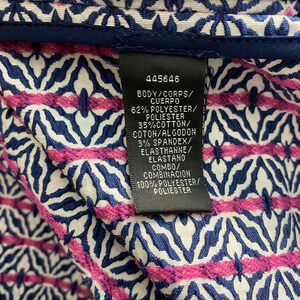 445646
BODY/CORPS/
CUERPO
62% POLYESTER/
POLIESTER
35%COTTON/
COTON/ALGODON
3% SPANDEX/
ELASTHANNE/
ELASTANO
COMBO/
COMBINACION
100% POLYESTER/
POLIESTER